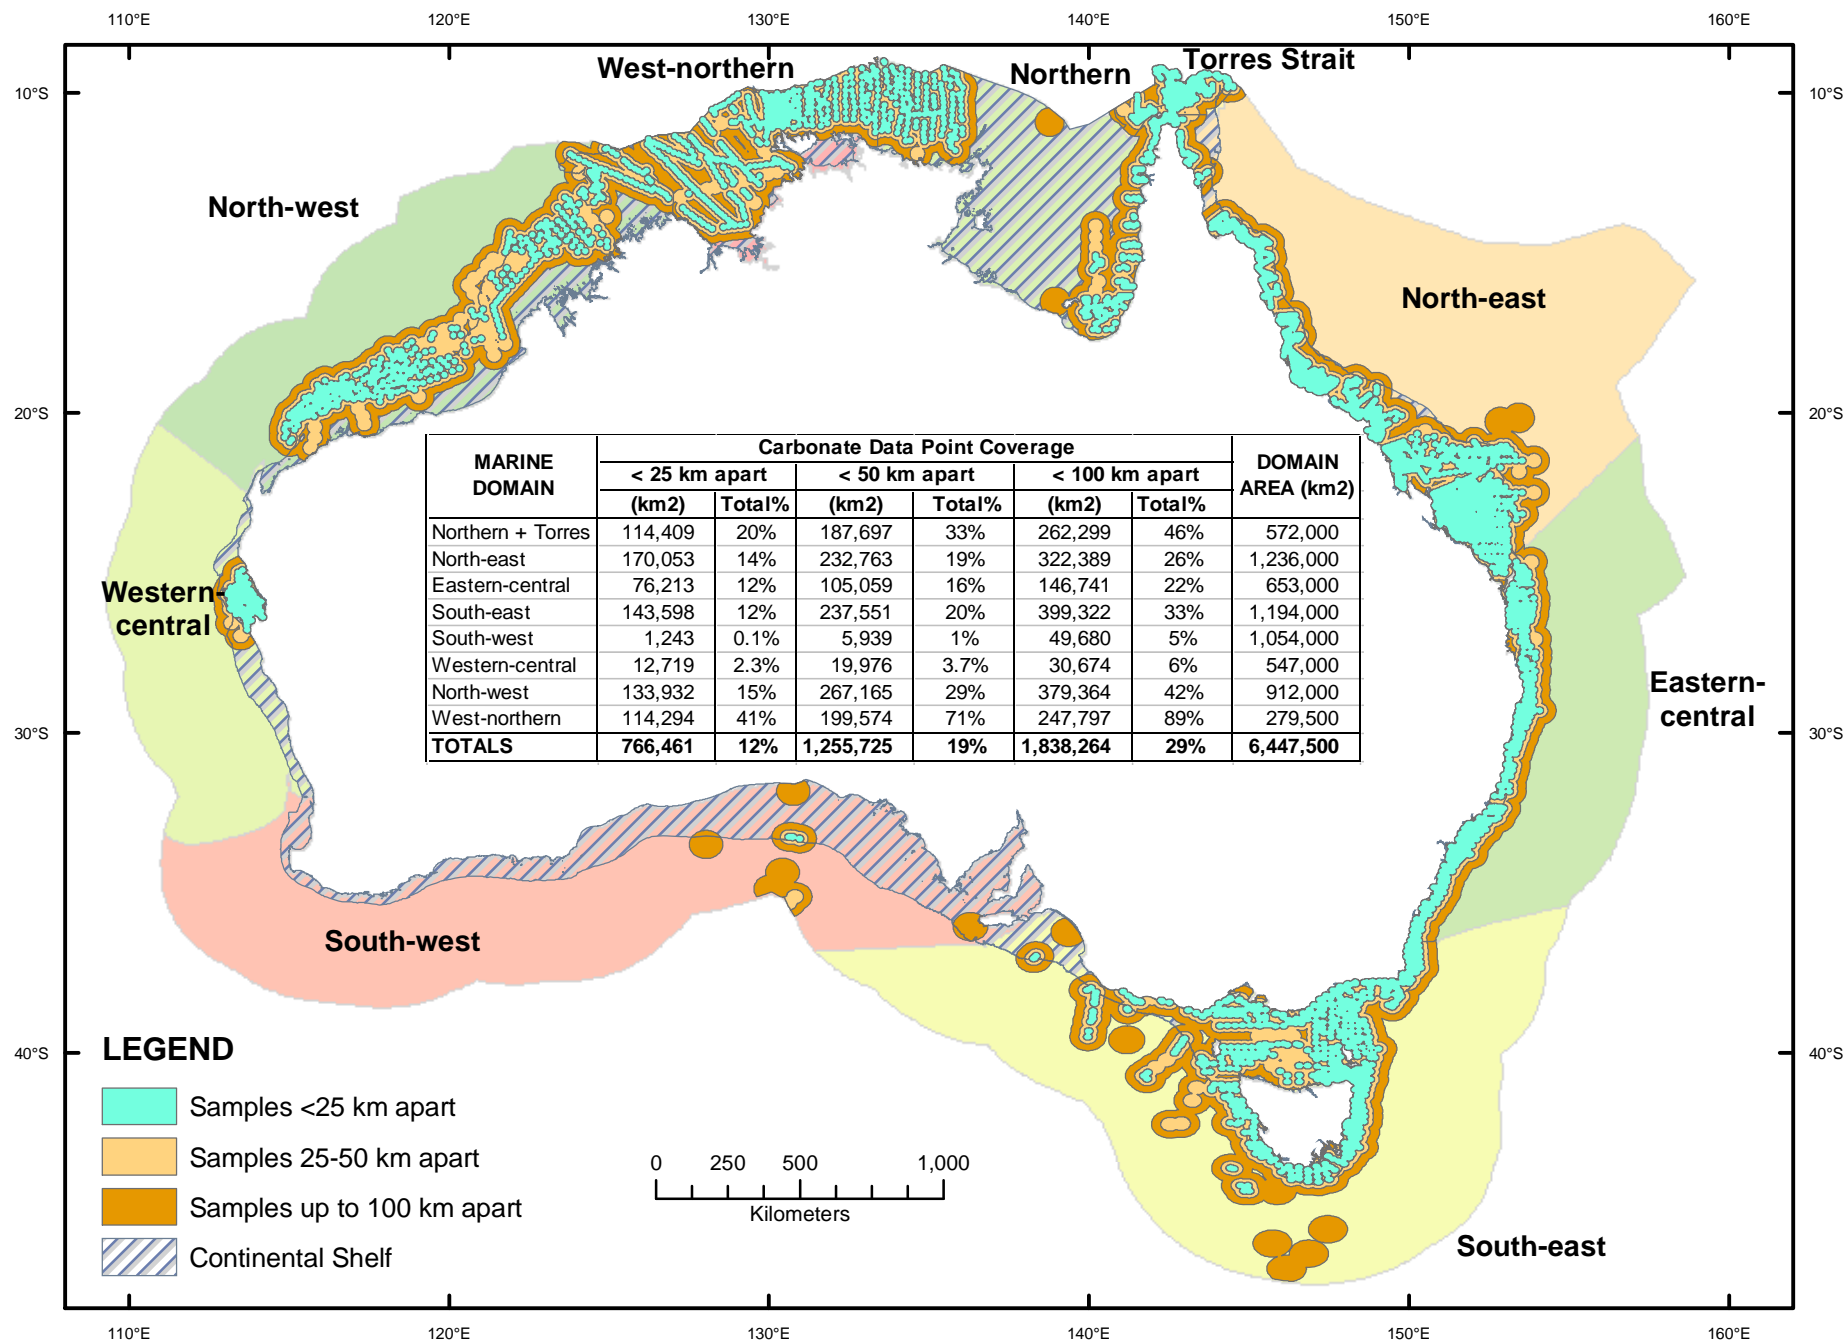 110°E 120°E 130°E 140°E 150°E 160°E
Torres Strait
West-northern
Northern
10°S 10°S
North-west
North-east
20°S 20°S
MARINE DOMAIN Carbonate Data Point Coverage DOMAIN AREA (km2)
< 25 km apart < 50 km apart < 100 km apart
(km2) Total% (km2) Total% (km2) Total%
Northern + Torres 114,409 20% 187,697 33% 262,299 46% 572,000
North-east 170,053 14% 232,763 19% 322,389 26% 1,236,000
Eastern-central 76,213 12% 105,059 16% 146,741 22% 653,000
South-east 143,598 12% 237,551 20% 399,322 33% 1,194,000
South-west 1,243 0.1% 5,939 1% 49,680 5% 1,054,000
Western-central 12,719 2.3% 19,976 3.7% 30,674 6% 547,000
North-west 133,932 15% 267,165 29% 379,364 42% 912,000
West-northern 114,294 41% 199,574 71% 247,797 89% 279,500
TOTALS 766,461 12% 1,255,725 19% 1,838,264 29% 6,447,500
Western-
central
Eastern-
central
30°S 30°S
South-west
40°S 40°S
LEGEND
Samples <25 km apart
Samples 25-50 km apart
Samples up to 100 km apart
Continental Shelf
0 250 500 1,000
Kilometers
South-east
110°E 120°E 130°E 140°E 150°E 160°E